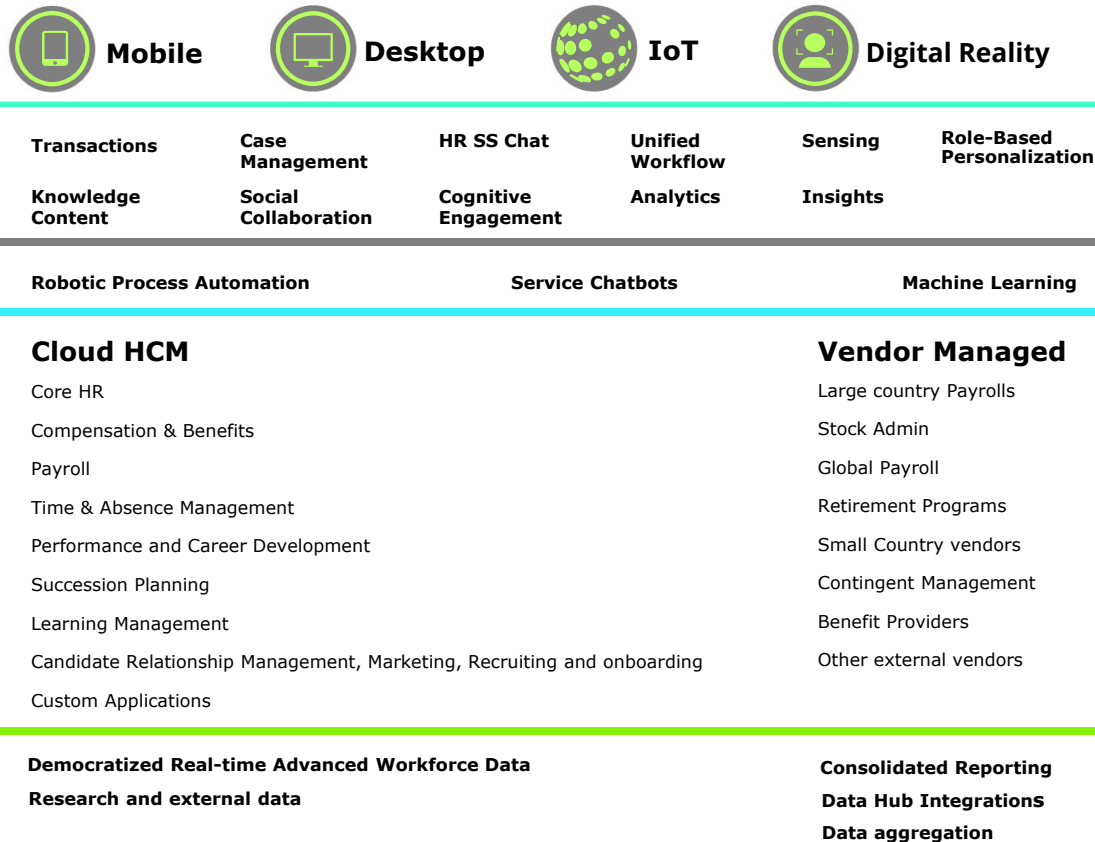 Mobile
Desktop
IoT
Digital Reality
Transactions
Case
Management
HR SS Chat
Unified
Workflow
Sensing
Role-Based
Personalization
Knowledge
Content
Social
Collaboration
Cognitive
Engagement
Analytics
Insights
Robotic Process Automation
Service Chatbots
Machine Learning
Cloud HCM
Core HR
Compensation & Benefits
Payroll
Time & Absence Management
Performance and Career Development
Succession Planning
Learning Management
Candidate Relationship Management, Marketing, Recruiting and onboarding
Custom Applications
Vendor Managed
Large country Payrolls
Stock Admin
Global Payroll
Retirement Programs
Small Country vendors
Contingent Management
Benefit Providers
Other external vendors
Democratized Real-time Advanced Workforce Data
Research and external data
Consolidated Reporting
Data Hub Integrations
Data aggregation